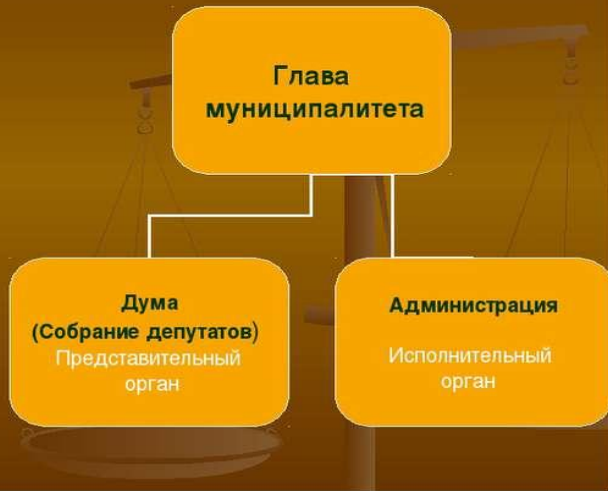 Глава
муниципалитета
Дума
(Собрание депутатов)
Представительный
орган
Администрация
Исполнительный
орган